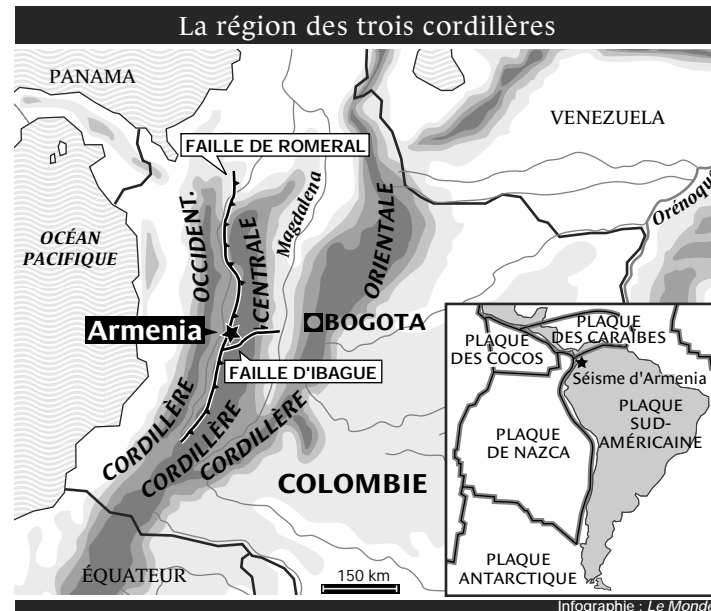 La région des trois cordillères
PANAMA
VENEZUELA
FAILLE DE ROMERAL
Magdalena
Orénoque
OCÉAN
PACIFIQUE
OCCIDENT.
CENTRALE
ORIENTALE
Armenia
BOGOTA
FAILLE D'IBAGUE
CORDILLÈRE
CORDILLÈRE
CORDILLÈRE
COLOMBIE
ÉQUATEUR
150 km
PLAQUE
DES COCOS
PLAQUE
DES CARAÏBES
Séisme d'Armenia
PLAQUE
SUD-
AMÉRICAINE
PLAQUE
DE NAZCA
PLAQUE
ANTARCTIQUE
Infographie : Le Monde